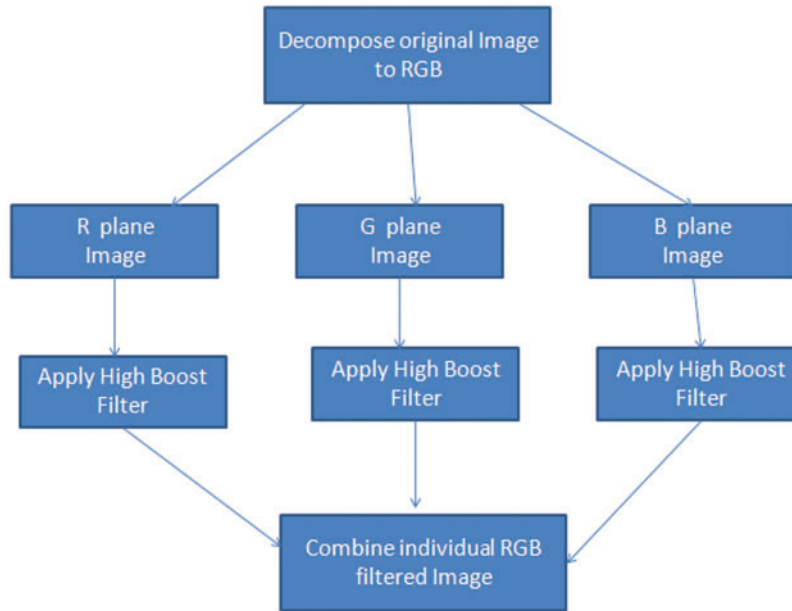 Decompose original Image
to RGB
R plane
Image
G plane
Image
B plane
Image
Apply High Boost
Filter
Apply High Boost
Filter
Apply High Boost
Filter
Combine individual RGB
filtered Image